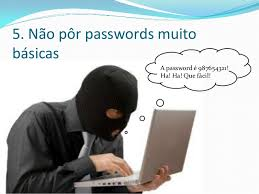 5. Não pôr passwords muito
básicas
A password é 987654321!
Ha! Ha! Que fácil!